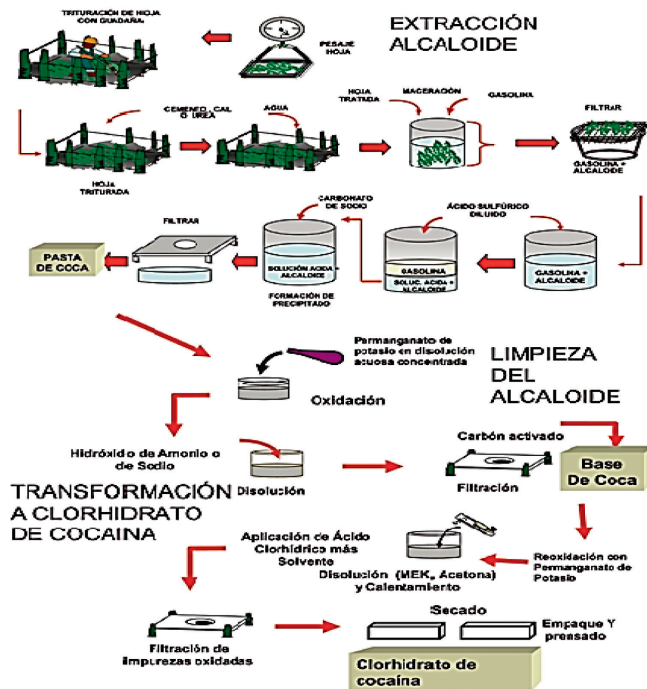 TRITURACIÓN DE HOJA
CON GUADAÑA
PESAJE
HOJA
EXTRACCIÓN
ALCALOIDE
CEMENTO, CAL
O UREA
AGUA
HOJA
TRATADA
MACERACIÓN
GASOLINA
FILTRAR
HOJA
TRITURADA
GASOLINA +
ALCALOIDE
CARBONATO
DE SODIO
ÁCIDO SULFÚRICO
DILUIDO
FILTRAR
PASTA
DE COCA
SOLUCIÓN ACIDA +
ALCALOIDE
GASOLINA
SOLUC. ACIDA +
ALCALOIDE
GASOLINA +
ALCALOIDE
FORMACIÓN DE
PRECIPITADO
Permanganato de
potasio en disolución
acuosa concentrada
LIMPIEZA
DEL
ALCALOIDE
Oxidación
Hidróxido de Amonio o
de Sodio
Disolución
Carbón activado
Filtración
Base
De Coca
TRANSFORMACIÓN
A CLORHIDRATO
DE COCAINA
Aplicación de Ácido
Clorhídrico más
Solvente
Disolución (MEK, Acetona)
y Calentamiento
Reoxidación con
Permanganato de
Potasio
Filtración de
impurezas oxidadas
Secado
Empaque Y
prensado
Clorhidrato de
cocaína